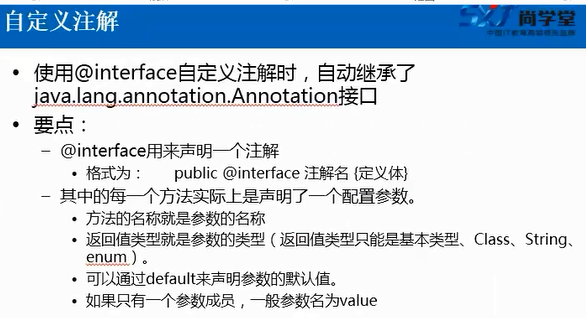 自定义注解
SXT 尚学堂
• 使用@interface自定义注解时，自动继承了
java.lang.annotation.Annotation接口
• 要点：
– @interface用来声明一个注解
• 格式为： public @interface 注解名 {定义体}
– 其中的每一个方法实际上是声明了一个配置参数。
• 方法的名称就是参数的名称
• 返回值类型就是参数的类型（返回值类型只能是基本类型、Class、String、
enum）。
• 可以通过default来声明参数的默认值。
• 如果只有一个参数成员，一般参数名为value